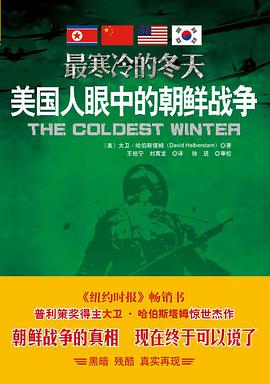 最寒冷的冬天
美国人眼中的朝鲜战争
THE COLDEST WINTER
〔美〕大卫·哈伯斯塔姆（David Halberstam）◎著
王祖宁 刘寅龙◎译 徐进◎审校
《纽约时报》畅销书
普利策奖得主大卫·哈伯斯塔姆惊世杰作
朝鲜战争的真相 现在终于可以说了
黑暗 残酷 真实再现